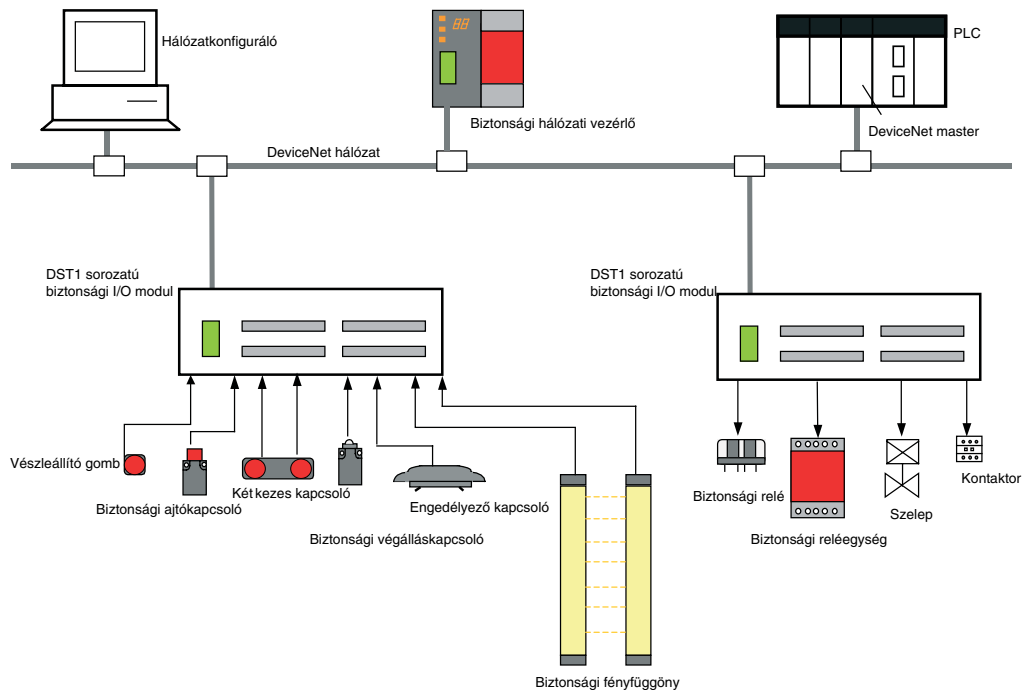 Hálózatkonfiguráló
88
PLC
Biztonsági hálózati vezérlő
DeviceNet master
DeviceNet hálózat
DST1 sorozatú
biztonsági I/O modul
DST1 sorozatú
biztonsági I/O modul
Vészleállító gomb
Biztonsági ajtókapcsoló
Két kezes kapcsoló
Engedélyező kapcsoló
Biztonsági végálláskapcsoló
Biztonsági fényfüggöny
Biztonsági relé
Biztonsági reléegység
Szelep
Kontaktor